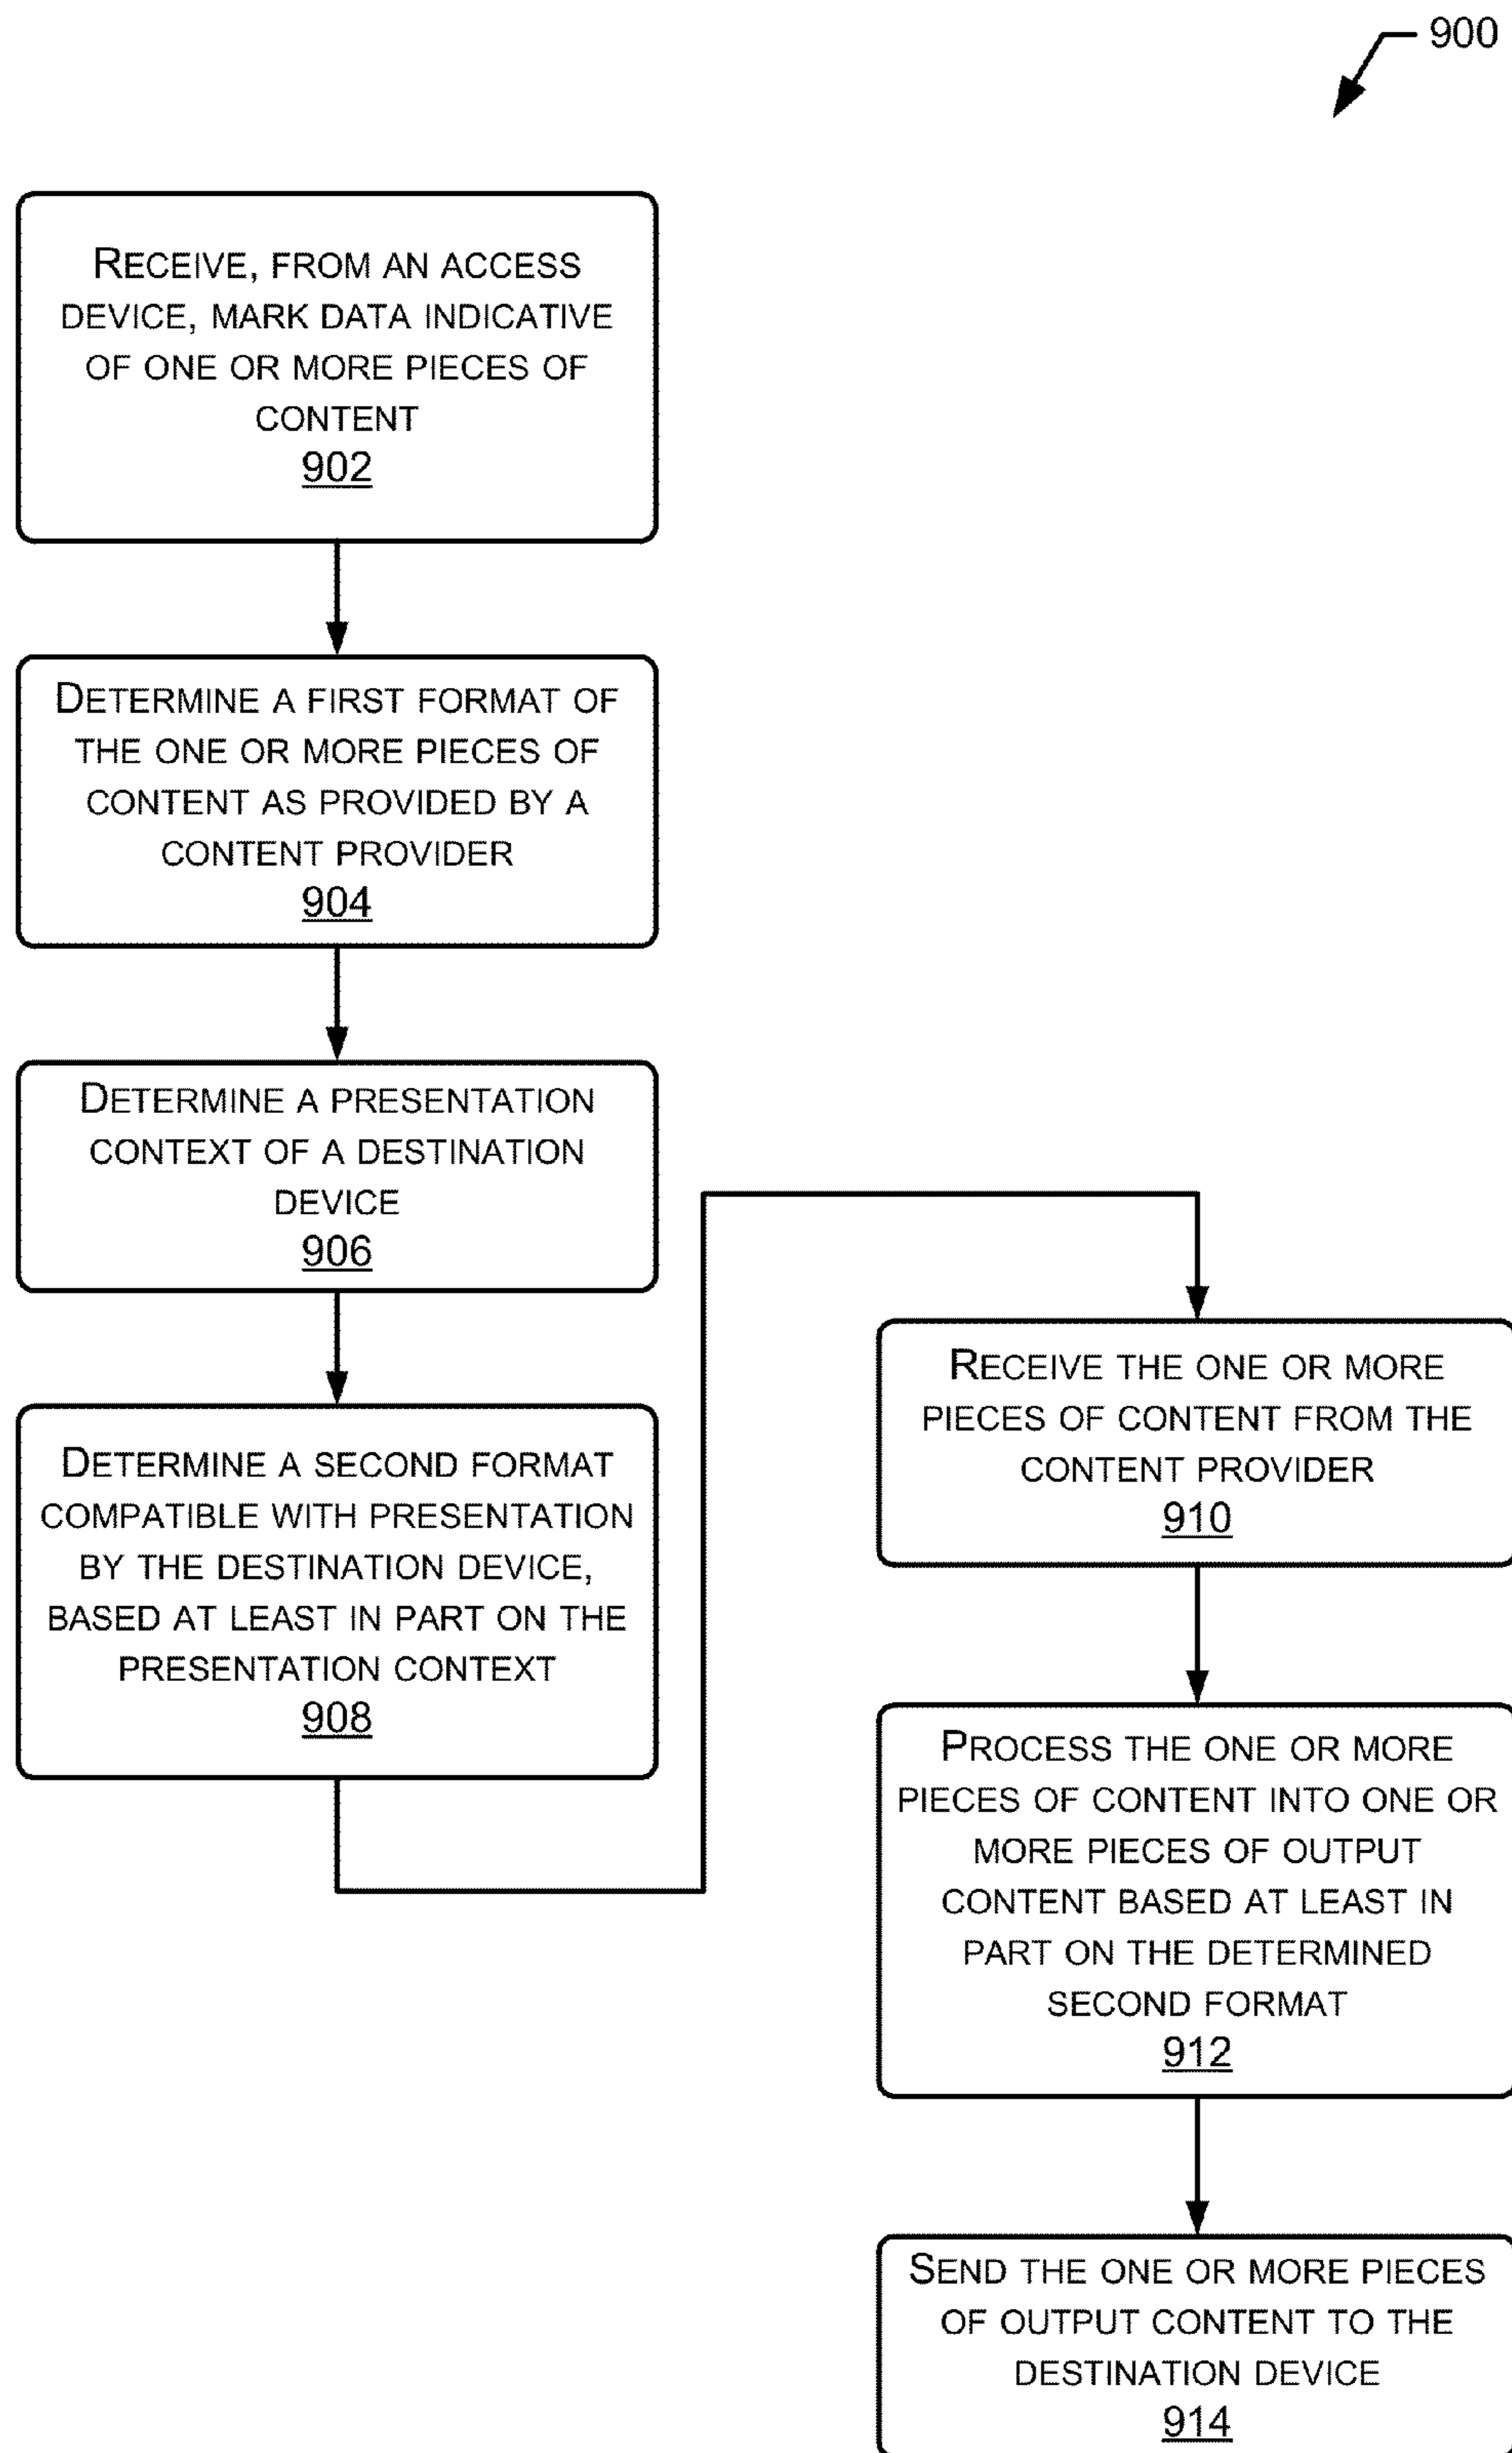 900
RECEIVE, FROM AN ACCESS
DEVICE, MARK DATA INDICATIVE
OF ONE OR MORE PIECES OF
CONTENT
902
DETERMINE A FIRST FORMAT OF
THE ONE OR MORE PIECES OF
CONTENT AS PROVIDED BY A
CONTENT PROVIDER
904
DETERMINE A PRESENTATION
CONTEXT OF A DESTINATION
DEVICE
906
DETERMINE A SECOND FORMAT
COMPATIBLE WITH PRESENTATION
BY THE DESTINATION DEVICE,
BASED AT LEAST IN PART ON THE
PRESENTATION CONTEXT
908
RECEIVE THE ONE OR MORE
PIECES OF CONTENT FROM THE
CONTENT PROVIDER
910
PROCESS THE ONE OR MORE
PIECES OF CONTENT INTO ONE OR
MORE PIECES OF OUTPUT
CONTENT BASED AT LEAST IN
PART ON THE DETERMINED
SECOND FORMAT
912
SEND THE ONE OR MORE PIECES
OF OUTPUT CONTENT TO THE
DESTINATION DEVICE
914